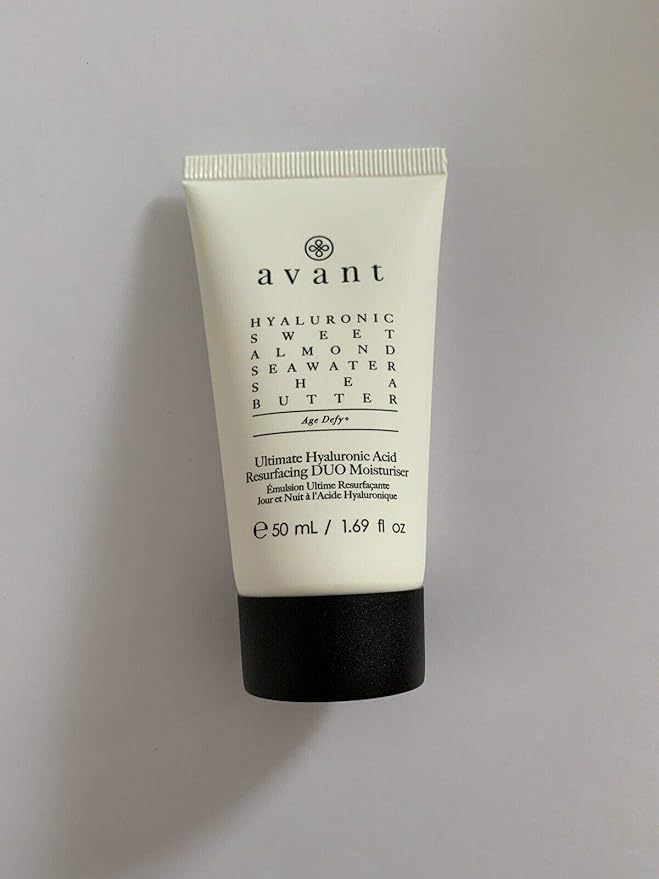 avant
HYALURONIC
SWEET
ALMOND
SEAWATER
SHEA
BUTTER
Age Defy+
Ultimate Hyaluronic Acid
Resurfacing DUO Moisturiser
Émulsion Ultime Resurfaçante
Jour et Nuit à l'Acide Hyaluronique
℮ 50 mL / 1.69 fl oz